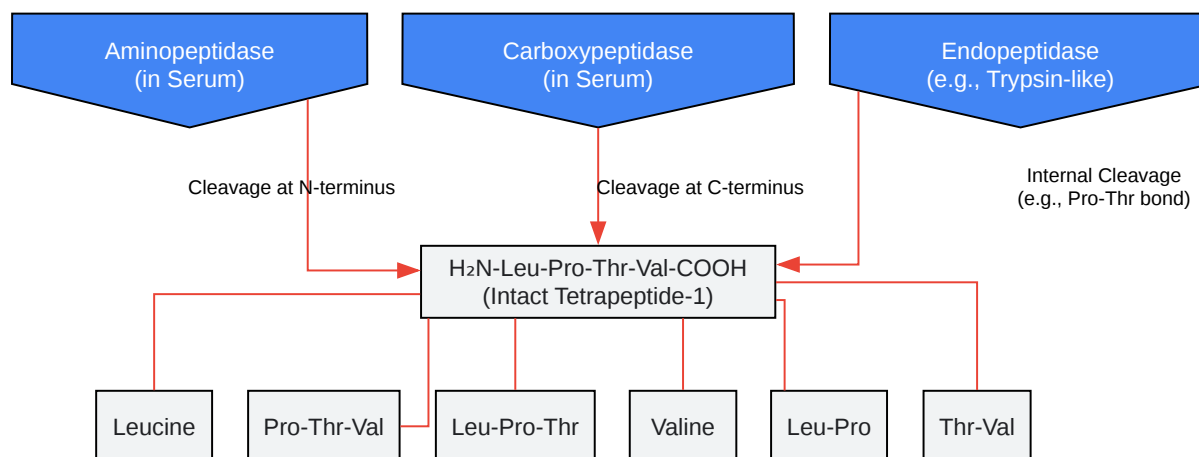 Aminopeptidase
(in Serum)
Carboxypeptidase
(in Serum)
Endopeptidase
(e.g., Trypsin-like)
Cleavage at N-terminus
Cleavage at C-terminus
Internal Cleavage
(e.g., Pro-Thr bond)
H₂N-Leu-Pro-Thr-Val-COOH
(Intact Tetrapeptide-1)
Leucine
Pro-Thr-Val
Leu-Pro-Thr
Valine
Leu-Pro
Thr-Val